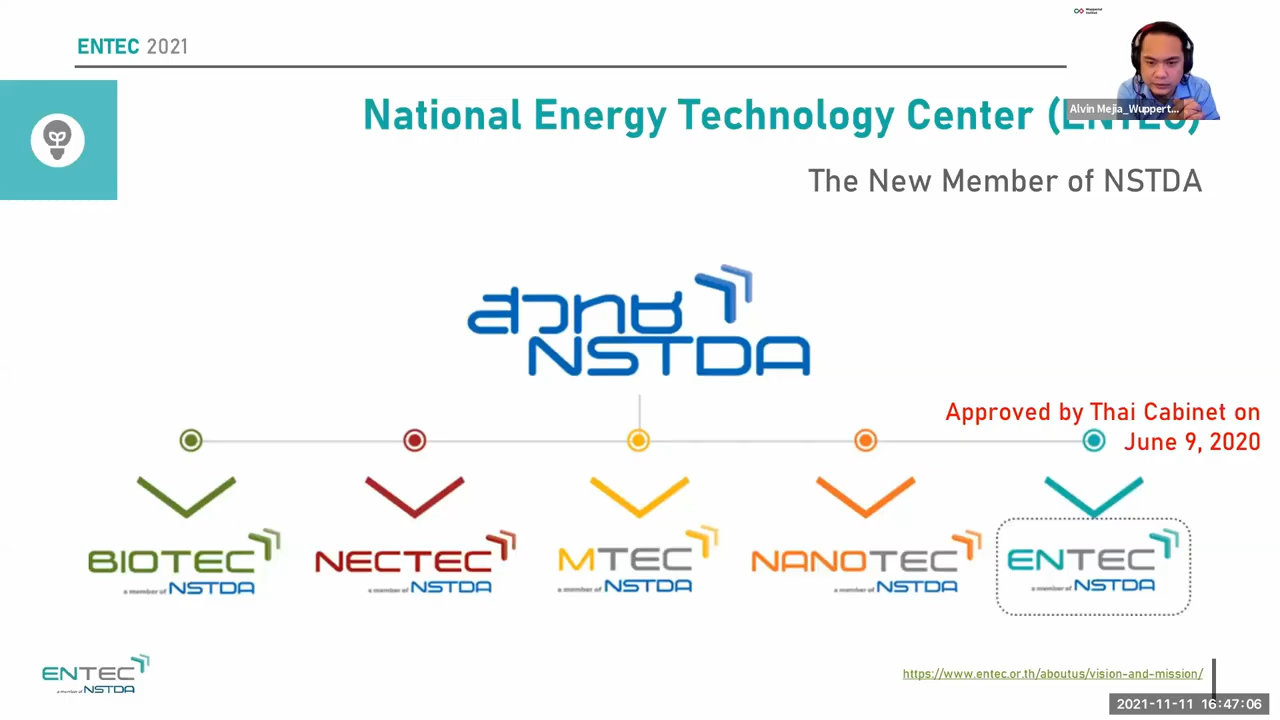 Wuppertal
Institut
ENTEC 2021
Alvin Mejia_Wuppert...
National Energy Technology Center (ENTEC)
The New Member of NSTDA
สวทช
NSTDA
Approved by Thai Cabinet on
June 9, 2020
BIOTEC
a member of NSTDA
NECTEC
a member of NSTDA
MTEC
a member of NSTDA
NANOTEC
a member of NSTDA
ENTEC
a member of NSTDA
ENTEC
a member of NSTDA
https://www.entec.or.th/aboutus/vision-and-mission/
2021-11-11 16:47:06